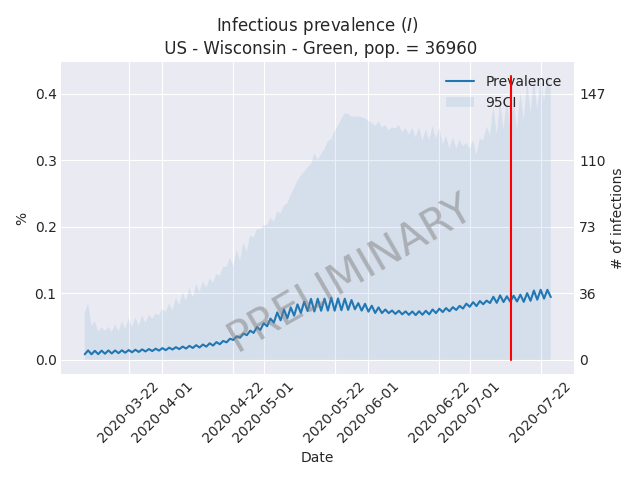 Infectious prevalence (I)
US - Wisconsin - Green, pop. = 36960
Prevalence
95CI
0.4
0.3
0.2
0.1
0.0
%
147
110
73
36
0
# of infections
PRELIMINARY
2020-03-22
2020-04-01
2020-04-22
2020-05-01
2020-05-22
2020-06-01
2020-06-22
2020-07-01
2020-07-22
Date